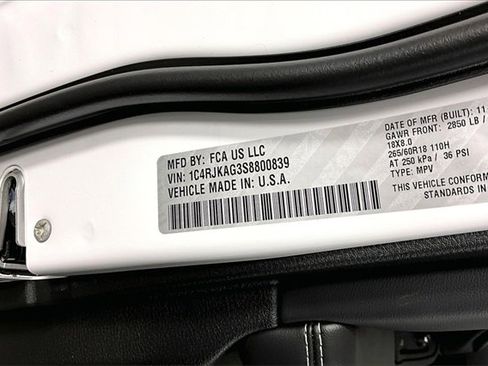 MFD BY: FCA US LLC
VIN: 1C4RJKAG3S8800839
VEHICLE MADE IN U.S.A.
DATE OF MFR (BUILT): 11
GAWR FRONT: 2850 LB /
18X8.0
265/60R18 110H
AT 250 kPa / 36 PSI
TYPE: MPV
THIS VEHICLE CONFORM
STANDARDS IN